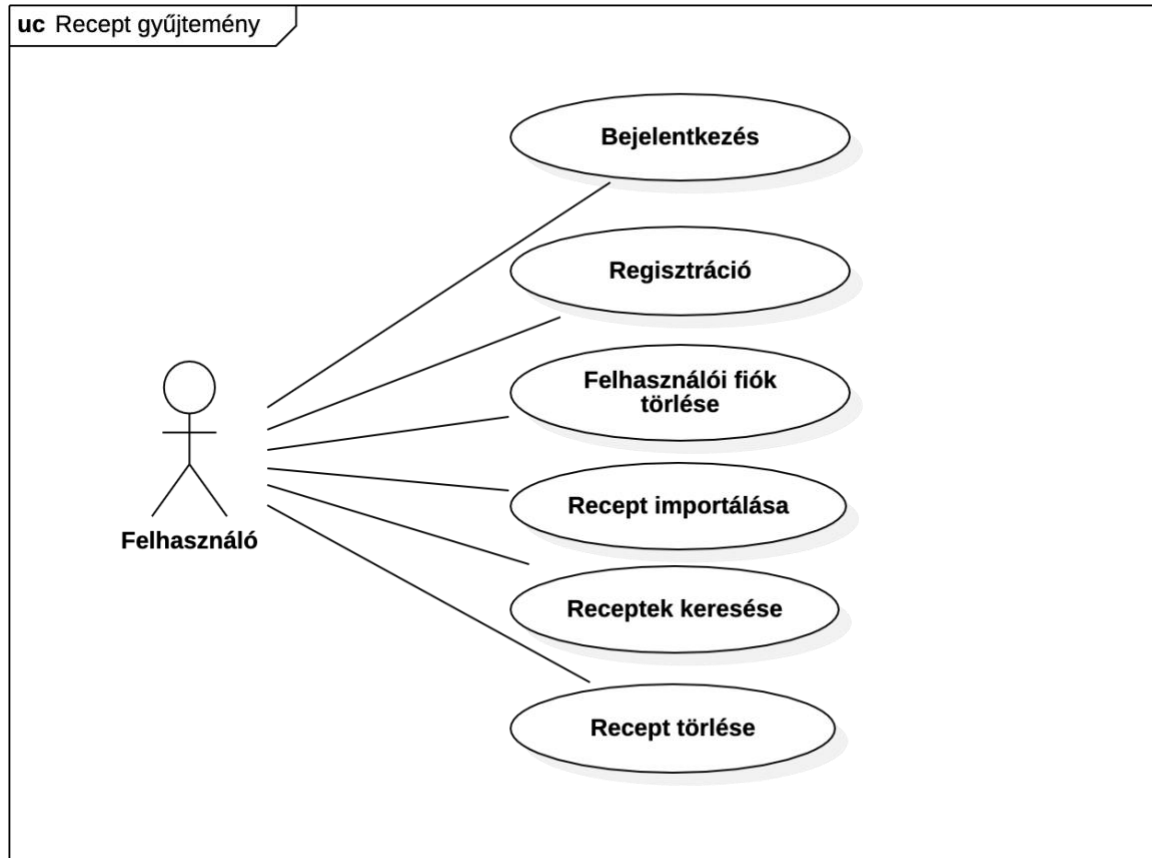 uc Recept gyűjtemény
Bejelentkezés
Regisztráció
Felhasználói fiók
törlése
Recept importálása
Receptek keresése
Recept törlése
Felhasználó